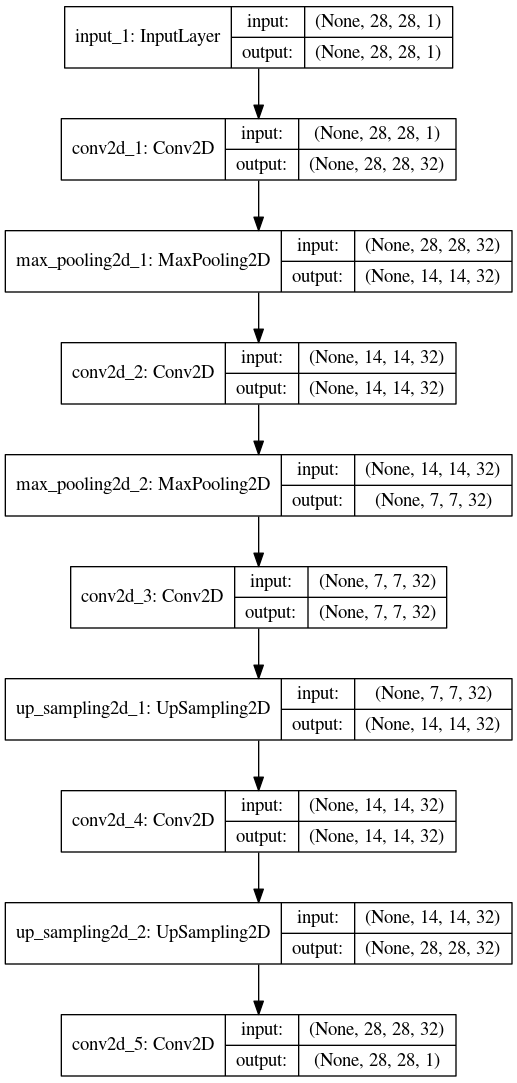 input_1: InputLayer
input: (None, 28, 28, 1)
output: (None, 28, 28, 1)
conv2d_1: Conv2D
input: (None, 28, 28, 1)
output: (None, 28, 28, 32)
max_pooling2d_1: MaxPooling2D
input: (None, 28, 28, 32)
output: (None, 14, 14, 32)
conv2d_2: Conv2D
input: (None, 14, 14, 32)
output: (None, 14, 14, 32)
max_pooling2d_2: MaxPooling2D
input: (None, 14, 14, 32)
output: (None, 7, 7, 32)
conv2d_3: Conv2D
input: (None, 7, 7, 32)
output: (None, 7, 7, 32)
up_sampling2d_1: UpSampling2D
input: (None, 7, 7, 32)
output: (None, 14, 14, 32)
conv2d_4: Conv2D
input: (None, 14, 14, 32)
output: (None, 14, 14, 32)
up_sampling2d_2: UpSampling2D
input: (None, 14, 14, 32)
output: (None, 28, 28, 32)
conv2d_5: Conv2D
input: (None, 28, 28, 32)
output: (None, 28, 28, 1)